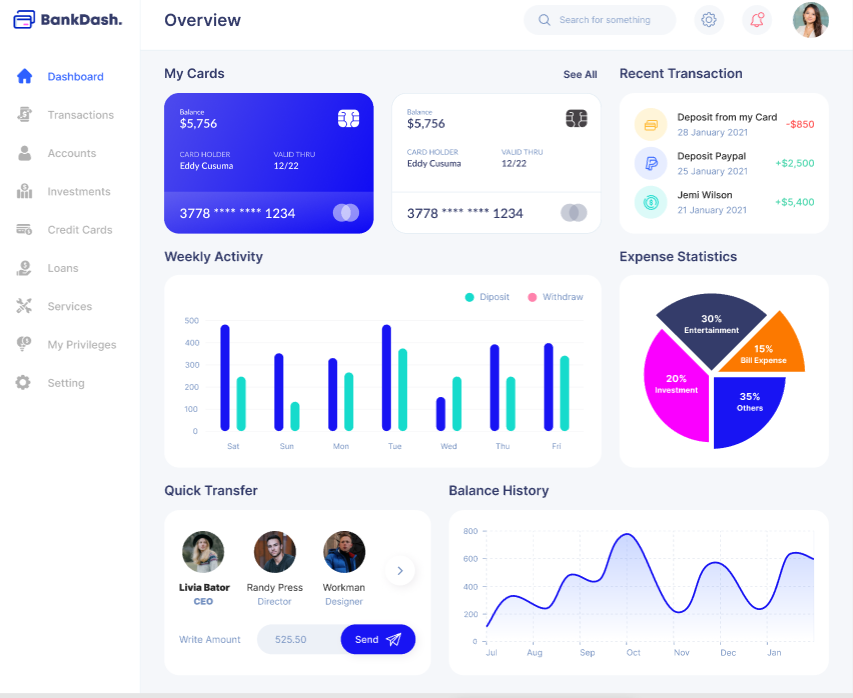 BankDash.
Overview
Search for something
Dashboard
Transactions
Accounts
Investments
Credit Cards
Loans
Services
My Privileges
Setting
My Cards
See All
Balance
$5,756
CARD HOLDER
Eddy Cusuma
VALID THRU
12/22
3778 **** **** 1234
Balance
$5,756
CARD HOLDER
Eddy Cusuma
VALID THRU
12/22
3778 **** **** 1234
Recent Transaction
Deposit from my Card
28 January 2021
-$850
Deposit Paypal
25 January 2021
+$2,500
Jemi Wilson
21 January 2021
+$5,400
Weekly Activity
Diposit
Withdraw
500
400
300
200
100
0
Sat Sun Mon Tue Wed Thu Fri
Expense Statistics
30%
Entertainment
15%
Bill Expense
20%
Investment
35%
Others
Quick Transfer
Livia Bator
CEO
Randy Press
Director
Workman
Designer
Write Amount
525.50
Send
Balance History
800
600
400
200
0
Jul Aug Sep Oct Nov Dec Jan